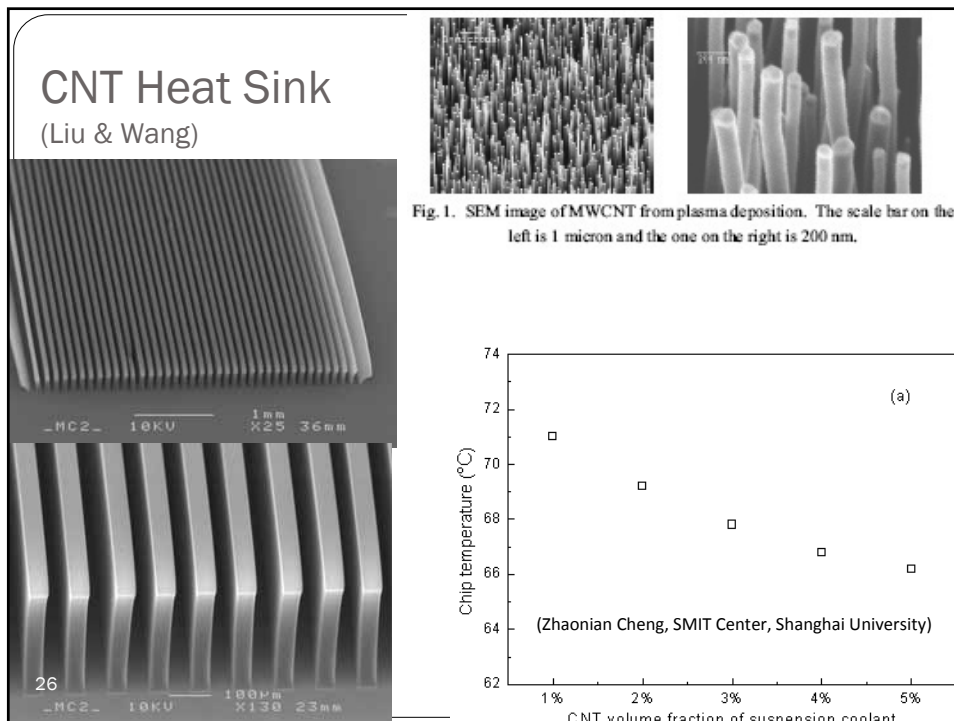 CNT Heat Sink
(Liu & Wang)
Fig. 1. SEM image of MWCNT from plasma deposition. The scale bar on the
left is 1 micron and the one on the right is 200 nm.
1mm
_MC2_ 10KV X25 36mm
100µm
_MC2_ 10KV X130 23mm
26
74
72
70
68
66
64
62
Chip temperature (°C)
(a)
(Zhaonian Cheng, SMIT Center, Shanghai University)
1% 2% 3% 4% 5%
CNT volume fraction of suspension coolant